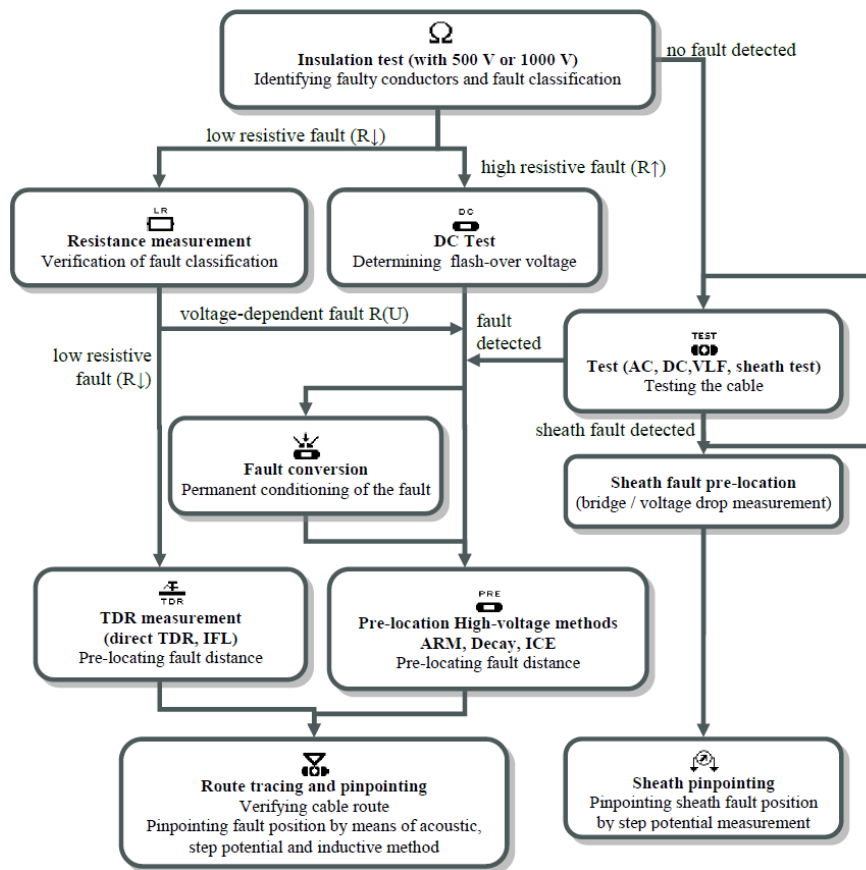 Ω
Insulation test (with 500 V or 1000 V)
Identifying faulty conductors and fault classification
no fault detected
low resistive fault (R↓)
high resistive fault (R↑)
LR
Resistance measurement
Verification of fault classification
DC
DC Test
Determining flash-over voltage
voltage-dependent fault R(U)
fault
detected
low resistive
fault (R↓)
TEST
Test (AC, DC,VLF, sheath test)
Testing the cable
sheath fault detected
Fault conversion
Permanent conditioning of the fault
Sheath fault pre-location
(bridge / voltage drop measurement)
TDR
TDR measurement
(direct TDR, IFL)
Pre-locating fault distance
PRE
Pre-location High-voltage methods
ARM, Decay, ICE
Pre-locating fault distance
Route tracing and pinpointing
Verifying cable route
Pinpointing fault position by means of acoustic,
step potential and inductive method
Sheath pinpointing
Pinpointing sheath fault position
by step potential measurement